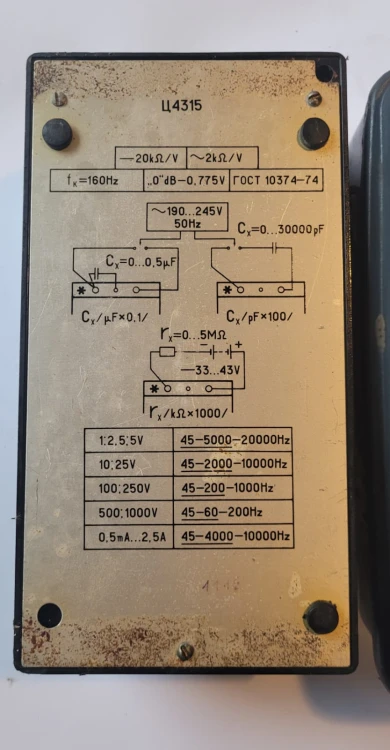 Ц4315
—20kΩ/V ~2kΩ/V
fₖ=160Hz „0"dB-0,775V ГОСТ 10374-74
~190...245V
50Hz
Cₓ=0...30000pF
Cₓ=0...0,5µF
* *
Cₓ/µF×0,1/ Cₓ/pF×100/
rₓ=0...5MΩ
− +
—33...43V
*
rₓ/kΩ×1000/
1;2,5;5V 45-5000-20000Hz
10;25V 45-2000-10000Hz
100;250V 45-200-1000Hz
500;1000V 45-60-200Hz
0,5mA...2,5A 45-4000-10000Hz